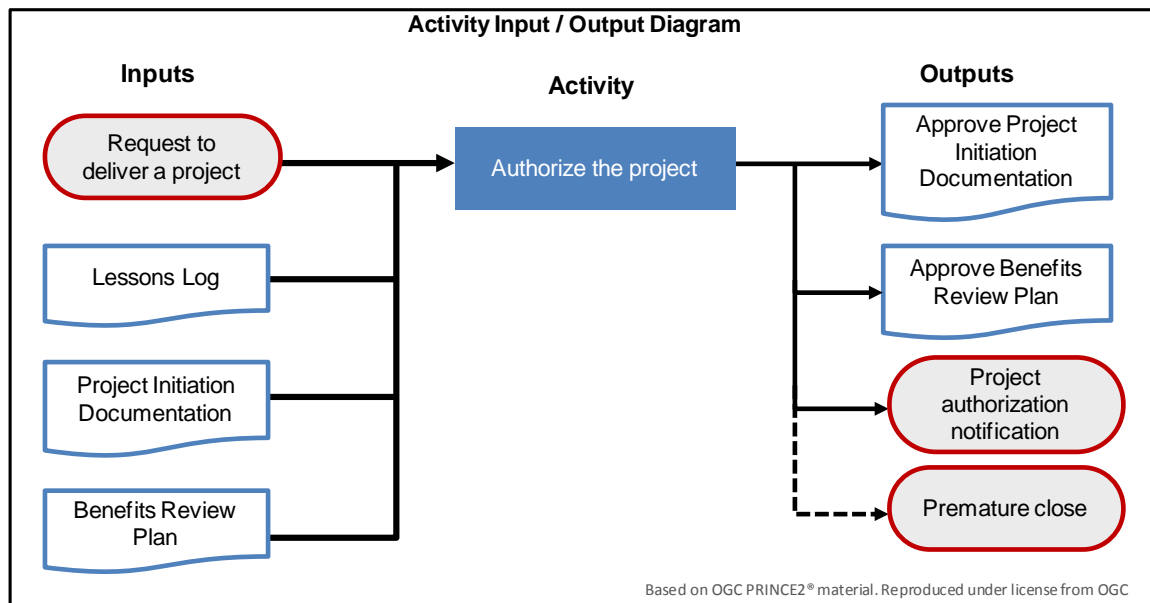 Activity Input / Output Diagram
Inputs
Activity
Outputs
Request to
deliver a project
Lessons Log
Project Initiation
Documentation
Benefits Review
Plan
Authorize the project
Approve Project
Initiation
Documentation
Approve Benefits
Review Plan
Project
authorization
notification
Premature close
Based on OGC PRINCE2® material. Reproduced under license from OGC